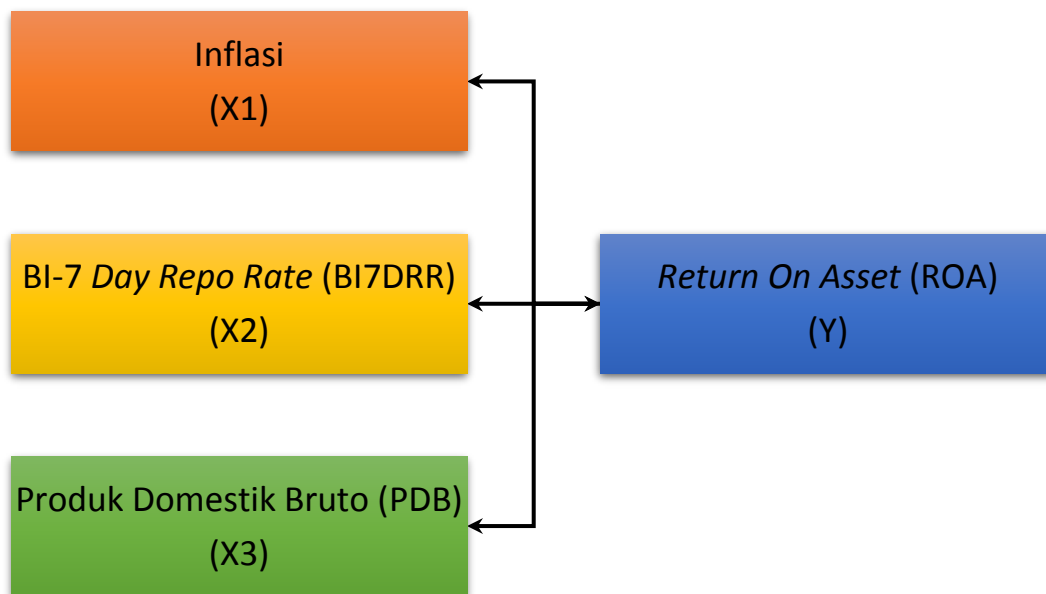 Inflasi
(X1)
BI-7 Day Repo Rate (BI7DRR)
(X2)
Return On Asset (ROA)
(Y)
Produk Domestik Bruto (PDB)
(X3)